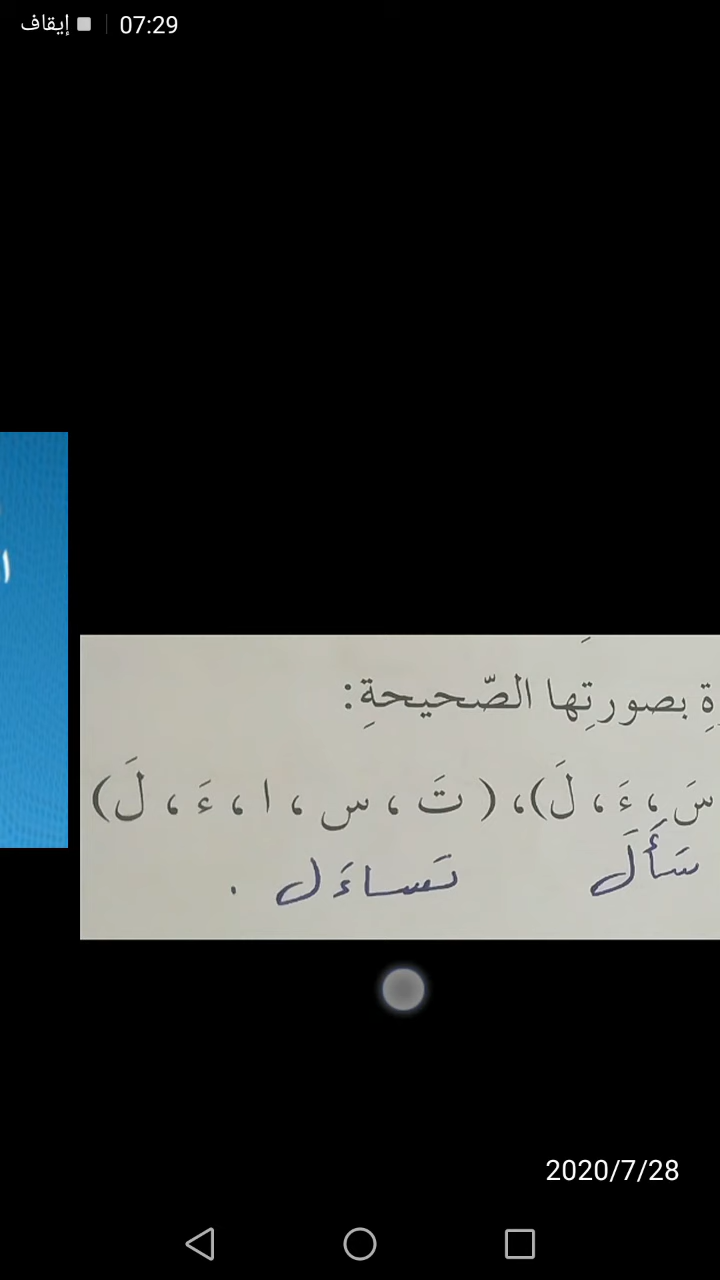 07:29 إيقاف
ا
ةِ بصورتِها الصّحيحةِ:
سَ، ءَ، لَ)، (تَ، س، ا، ءَ، لَ)
سَأَلَ تَساءَل .
2020/7/28